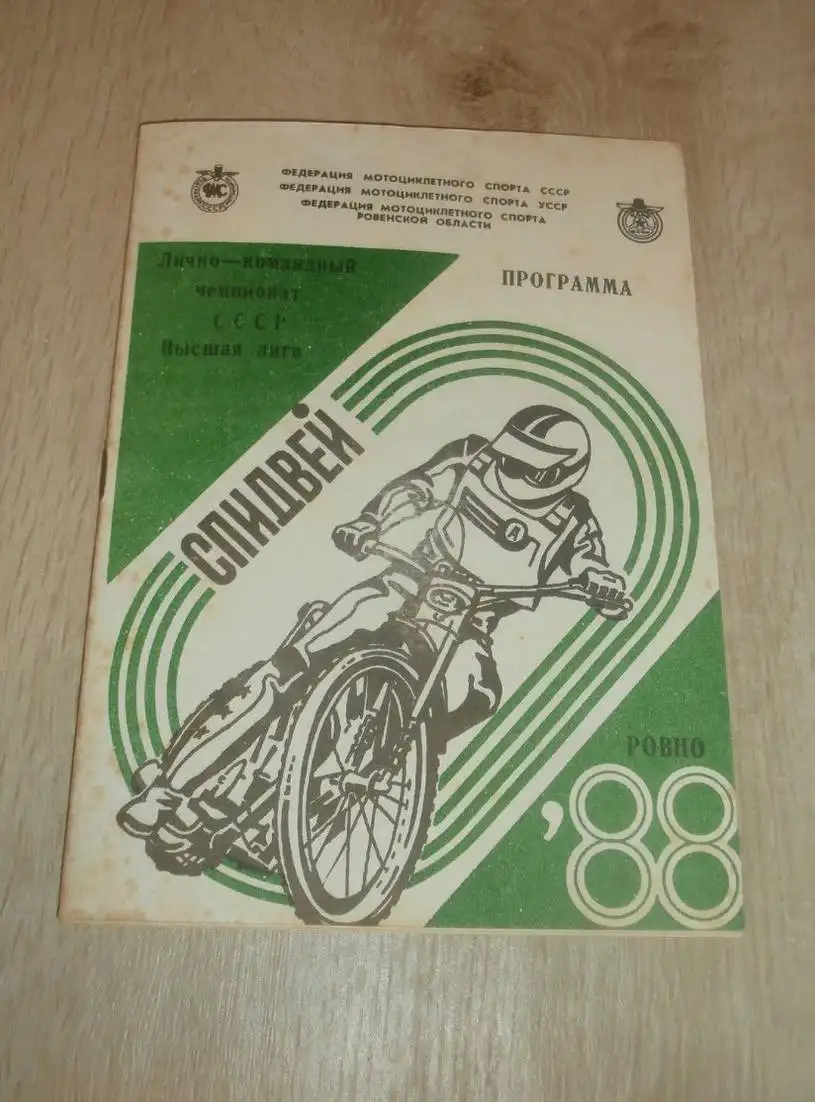 ФЕДЕРАЦИЯ МОТОЦИКЛЕТНОГО СПОРТА СССР
ФЕДЕРАЦИЯ МОТОЦИКЛЕТНОГО СПОРТА УССР
ФЕДЕРАЦИЯ МОТОЦИКЛЕТНОГО СПОРТА
РОВЕНСКОЙ ОБЛАСТИ
ФМС
Лично—командный
чемпионат
СССР
Высшая лига
ПРОГРАММА
СПИДВЕЙ
А
РОВНО
'88